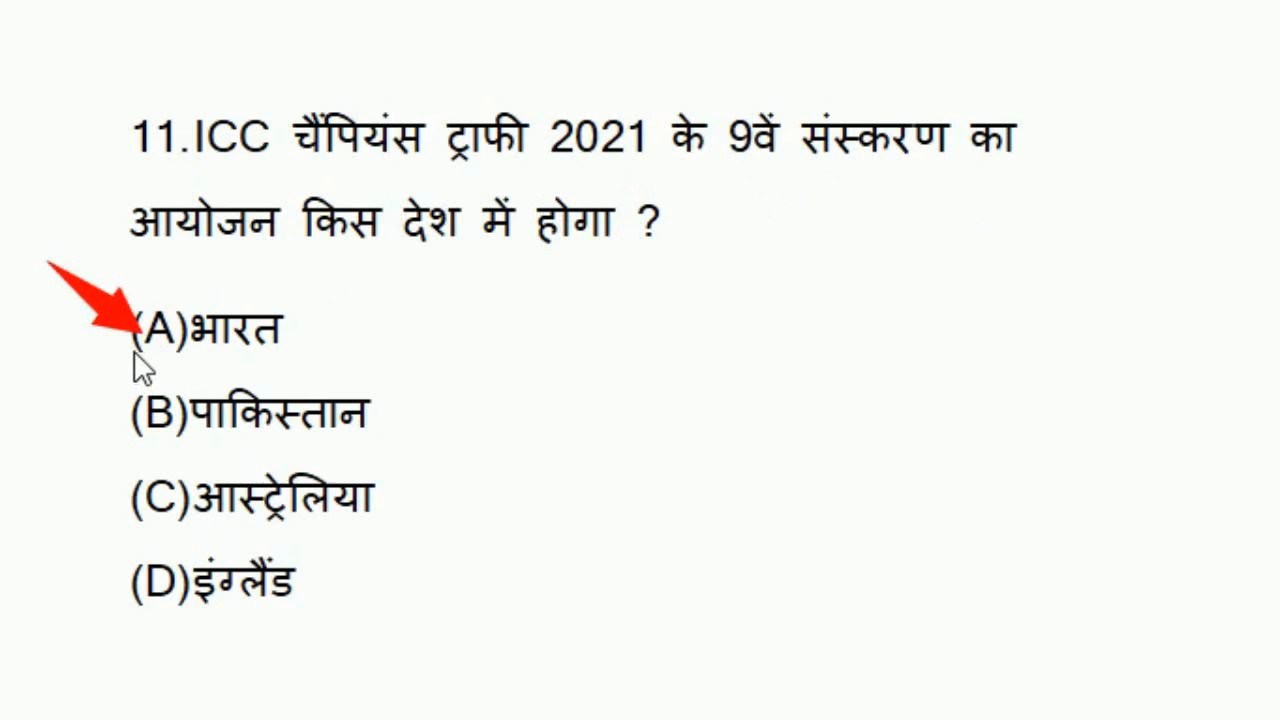 11.ICC चैंपियंस ट्राफी 2021 के 9वें संस्करण का
आयोजन किस देश में होगा ?
(A)भारत
(B)पाकिस्तान
(C)आस्ट्रेलिया
(D)इंग्लैंड